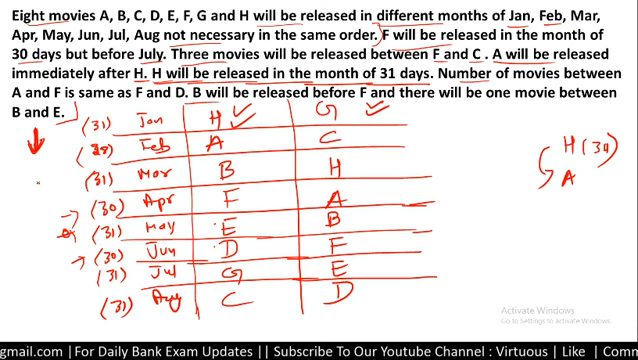 Eight movies A, B, C, D, E, F, G and H will be released in different months of Jan, Feb, Mar,
Apr, May, Jun, Jul, Aug not necessary in the same order. F will be released in the month of
30 days but before July. Three movies will be released between F and C . A will be released
immediately after H. H will be released in the month of 31 days. Number of movies between
A and F is same as F and D. B will be released before F and there will be one movie between
B and E.
(31) Jan H G
(28) Feb A C
(31) Mar B H
(30) Apr F A
(31) May E B
(30) Jun D F
(31) Jul G E
(31) Aug C D
H (31)
A
Activate Windows
Go to Settings to activate Windows.
gmail.com |For Daily Bank Exam Updates || Subscribe To Our Youtube Channel : Virtuous | Like | Comm